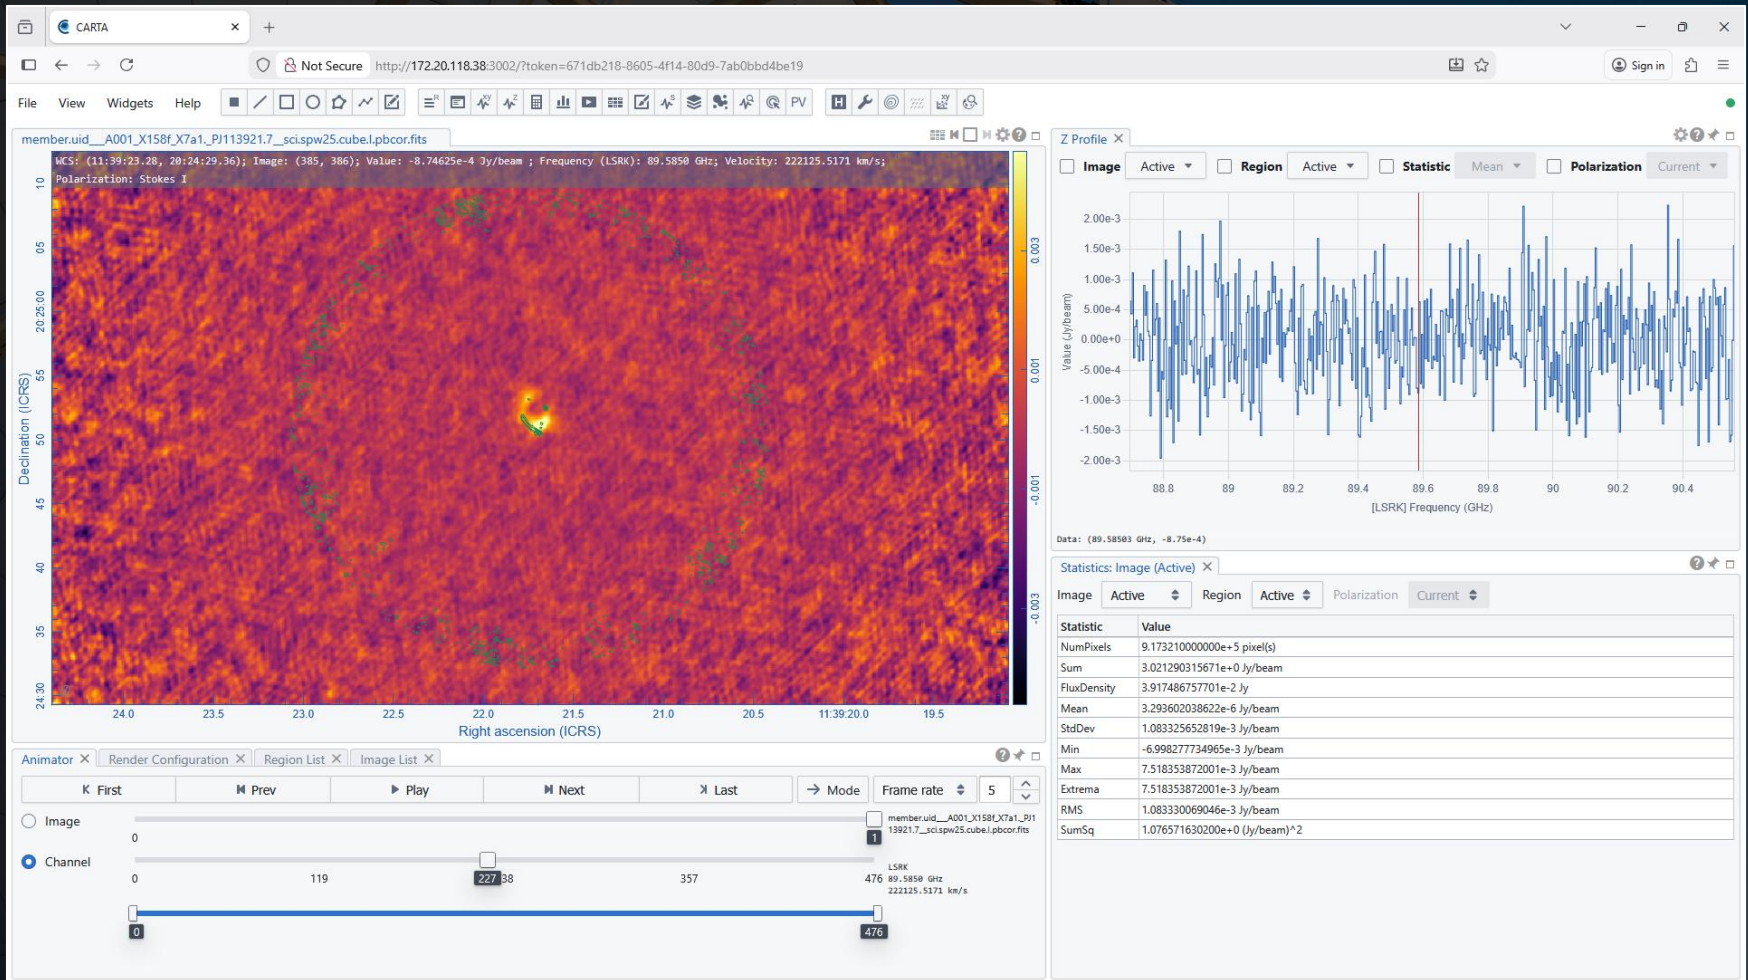 CARTA
Not Secure http://172.20.118.38:3002/?token=671db218-8605-4f14-80d9-7ab0bbd4be19
Sign in
File View Widgets Help
PV
member.uid___A001_X158f_X7a1._PJ113921.7__sci.spw25.cube.I.pbcor.fits
WCS: (11:39:23.28, 20:24:29.36); Image: (385, 386); Value: -8.74625e-4 Jy/beam ; Frequency (LSRK): 89.5850 GHz; Velocity: 222125.5171 km/s;
Polarization: Stokes I
10
05
20:25:00
55
50
45
40
35
24:30
Declination (ICRS)
0.003
0.001
-0.001
-0.003
24.0 23.5 23.0 22.5 22.0 21.5 21.0 20.5 11:39:20.0 19.5
Right ascension (ICRS)
Animator Render Configuration Region List Image List
First Prev Play Next Last Mode Frame rate 5
Image
0
1
member.uid___A001_X158f_X7a1._PJ1
13921.7__sci.spw25.cube.I.pbcor.fits
Channel
0 119 227 38 357 476
LSRK
89.5850 GHz
222125.5171 km/s
0 476
Z Profile
Image Active Region Active Statistic Mean Polarization Current
2.00e-3
1.50e-3
1.00e-3
5.00e-4
0.00e+0
-5.00e-4
-1.00e-3
-1.50e-3
-2.00e-3
Value (Jy/beam)
88.8 89 89.2 89.4 89.6 89.8 90 90.2 90.4
[LSRK] Frequency (GHz)
Data: (89.58503 GHz, -8.75e-4)
Statistics: Image (Active)
Image Active Region Active Polarization Current
Statistic Value
NumPixels 9.173210000000e+5 pixel(s)
Sum 3.021290315671e+0 Jy/beam
FluxDensity 3.917486757701e-2 Jy
Mean 3.293602038622e-6 Jy/beam
StdDev 1.083325652819e-3 Jy/beam
Min -6.998277734965e-3 Jy/beam
Max 7.518353872001e-3 Jy/beam
Extrema 7.518353872001e-3 Jy/beam
RMS 1.083330069046e-3 Jy/beam
SumSq 1.076571630200e+0 (Jy/beam)^2